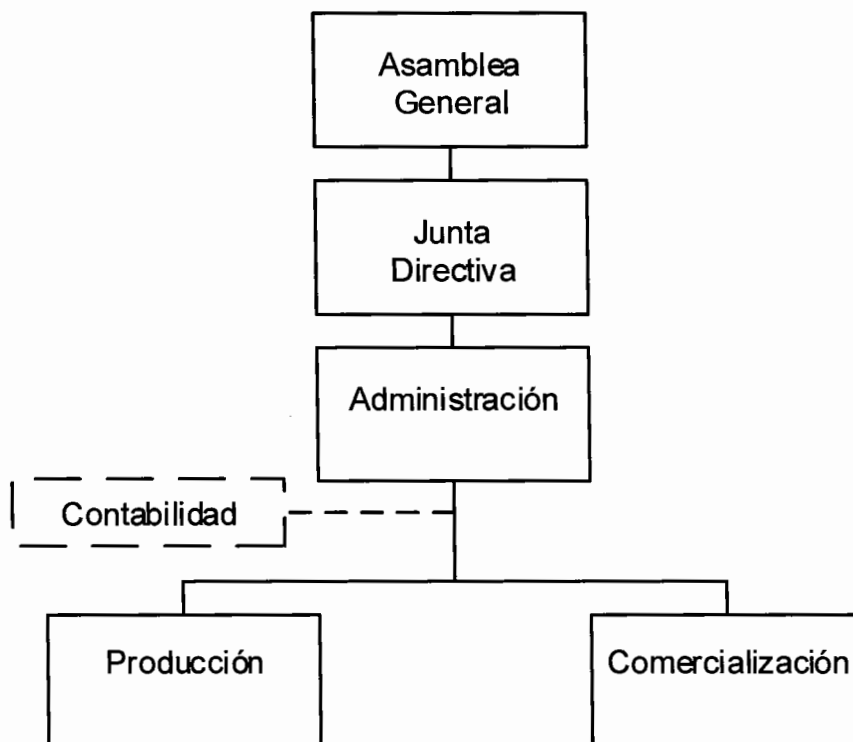 Asamblea
General
Junta
Directiva
Administración
Contabilidad
Producción
Comercialización